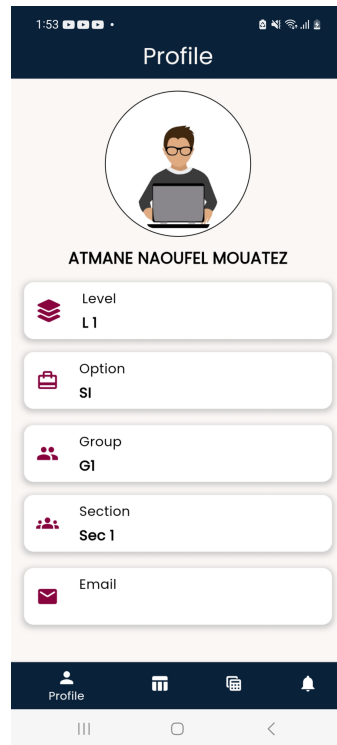 1:53
Profile
ATMANE NAOUFEL MOUATEZ
Level
L 1
Option
SI
Group
G1
Section
Sec 1
Email
Profile